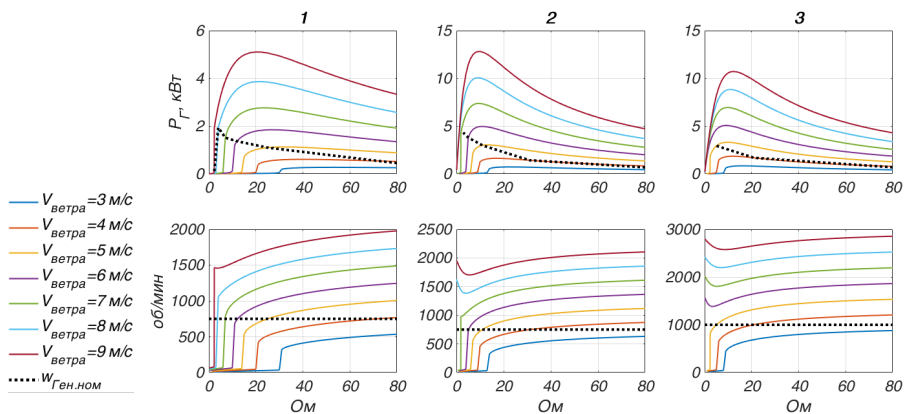 1 2 3
6 15 15
4 10 10
2 5 5
0 0 0
P_Г, кВт
0 20 40 60 80 0 20 40 60 80 0 20 40 60 80
V_ветра=3 м/с
V_ветра=4 м/с
V_ветра=5 м/с
V_ветра=6 м/с
V_ветра=7 м/с
V_ветра=8 м/с
V_ветра=9 м/с
w_Ген.ном
2000 2500 3000
1500 2000 2000
1000 1500 1000
500 1000 0
0 500
0
об/мин
0 20 40 60 80 0 20 40 60 80 0 20 40 60 80
Ом Ом Ом